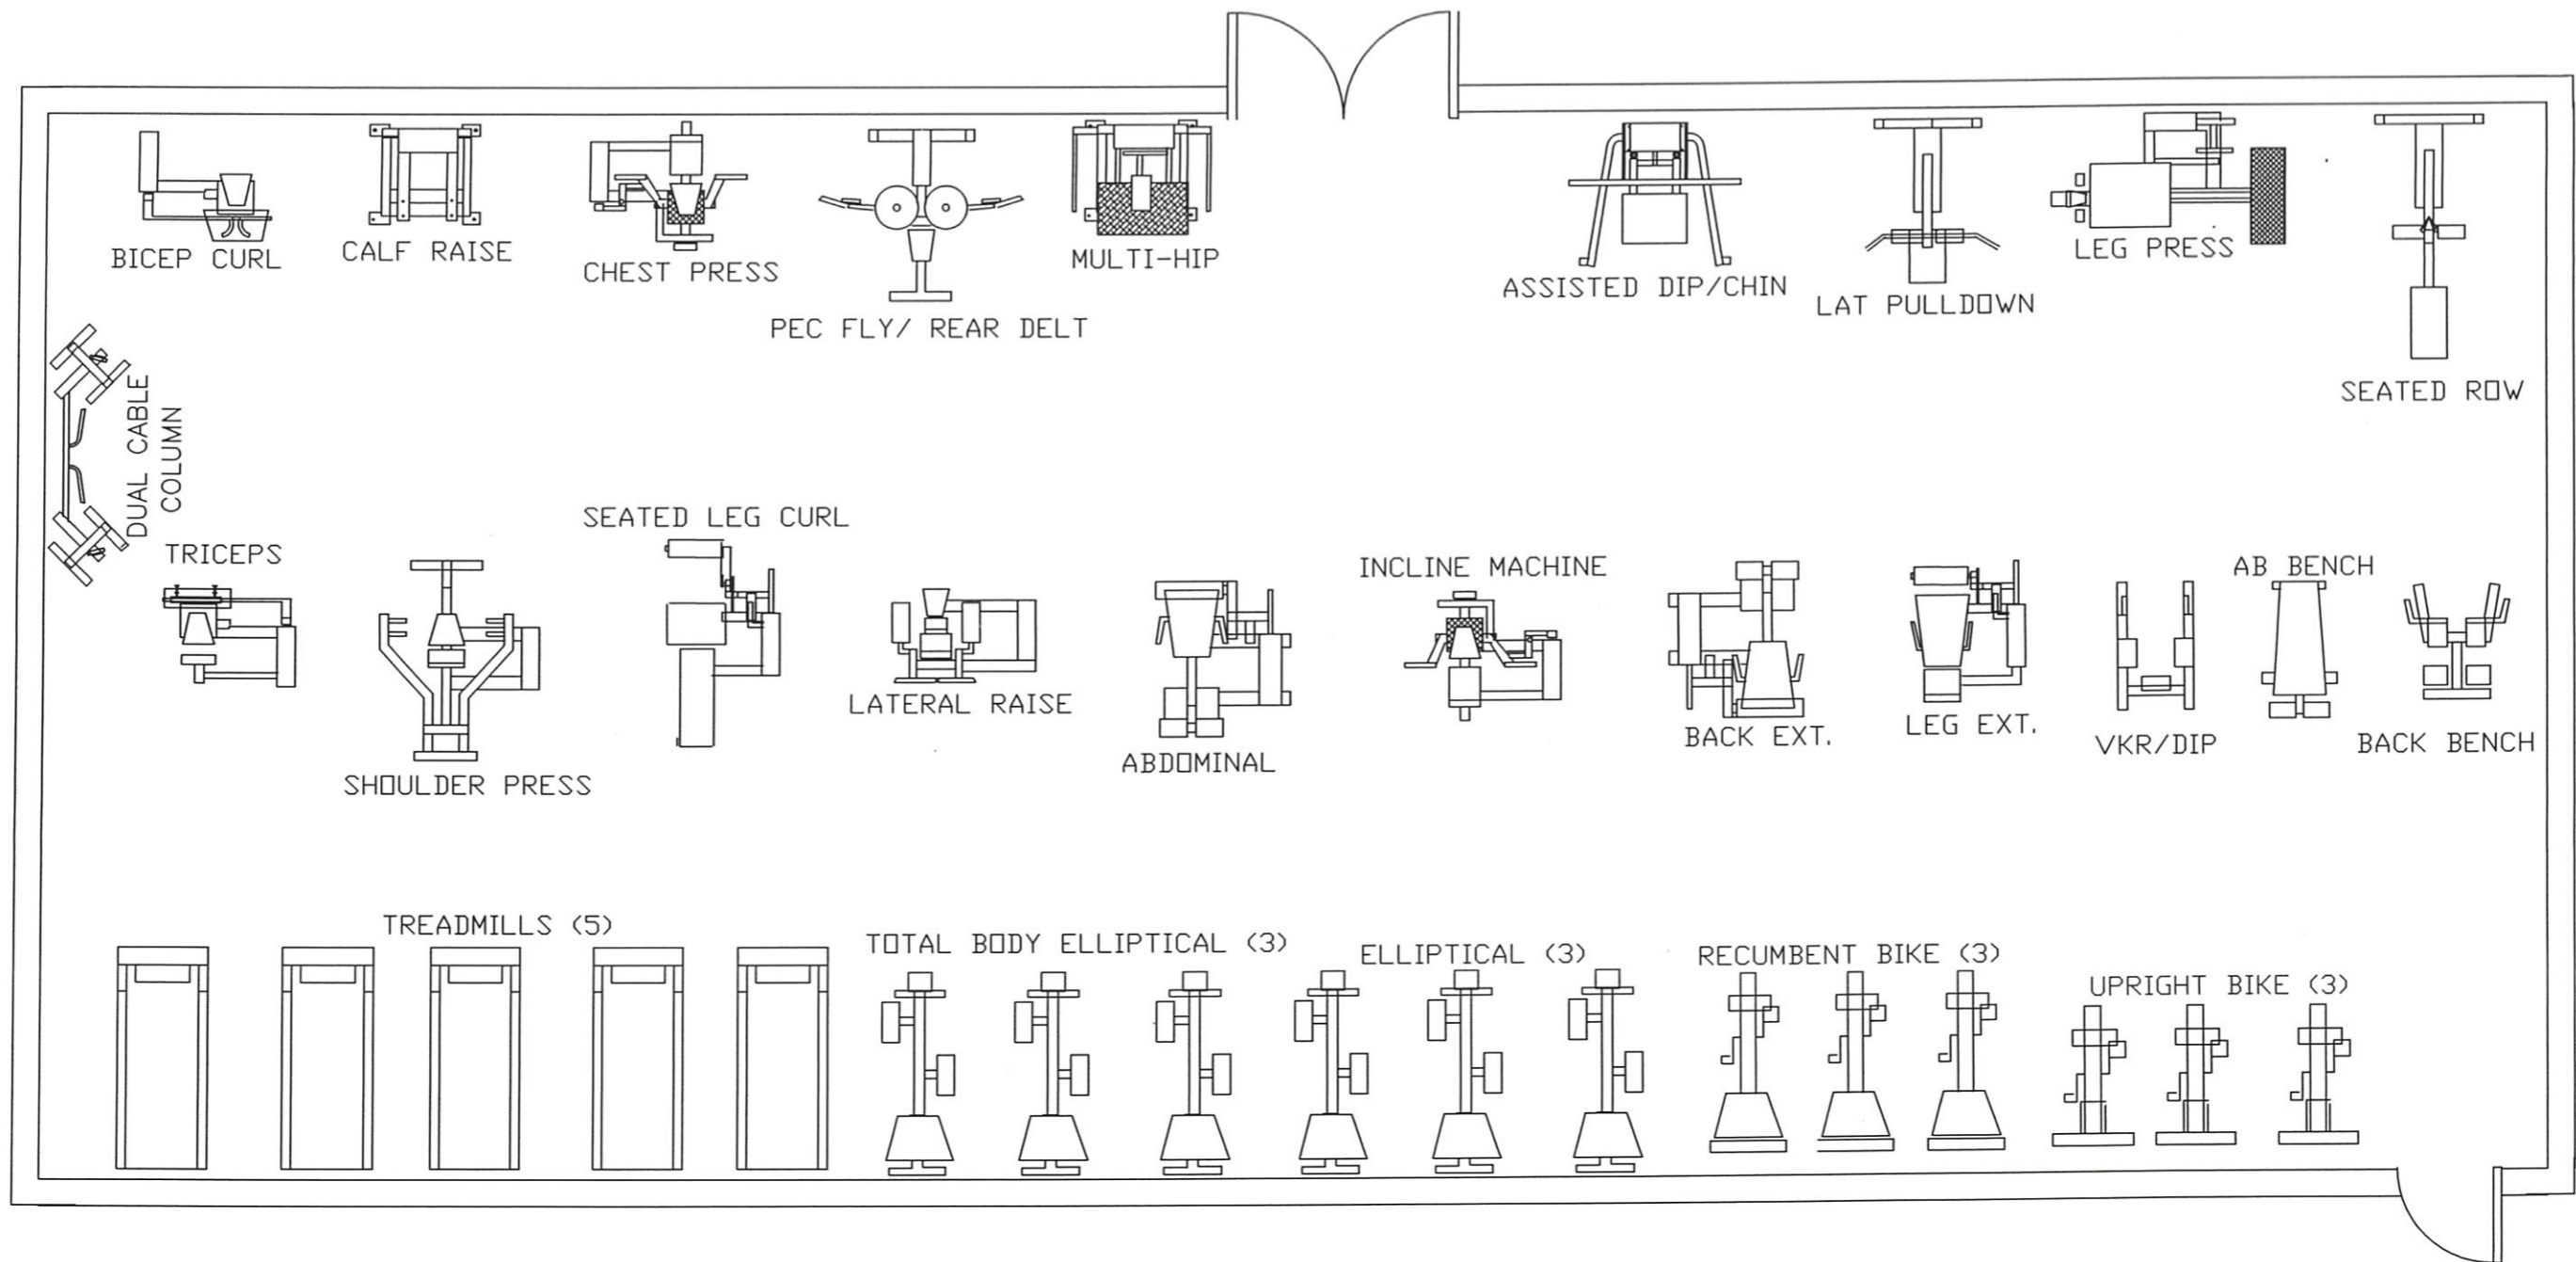 BICEP CURL
CALF RAISE
CHEST PRESS
PEC FLY/ REAR DELT
MULTI-HIP
ASSISTED DIP/CHIN
LAT PULLDOWN
LEG PRESS
SEATED ROW
DUAL CABLE
COLUMN
TRICEPS
SHOULDER PRESS
SEATED LEG CURL
LATERAL RAISE
ABDOMINAL
INCLINE MACHINE
BACK EXT.
LEG EXT.
VKR/DIP
AB BENCH
BACK BENCH
TREADMILLS (5)
TOTAL BODY ELLIPTICAL (3)
ELLIPTICAL (3)
RECUMBENT BIKE (3)
UPRIGHT BIKE (3)